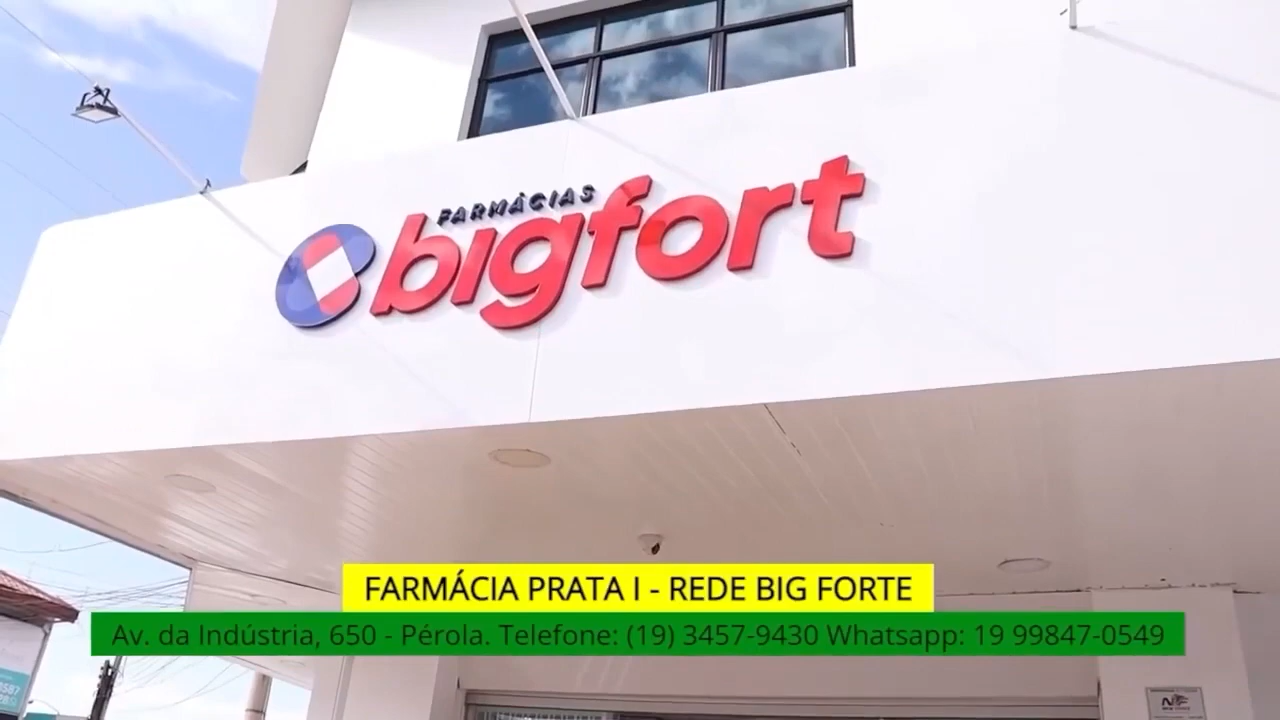 FARMÁCIAS
bigfort
FARMÁCIA PRATA I - REDE BIG FORTE
Av. da Indústria, 650 - Pérola. Telefone: (19) 3457-9430 Whatsapp: 19 99847-0549